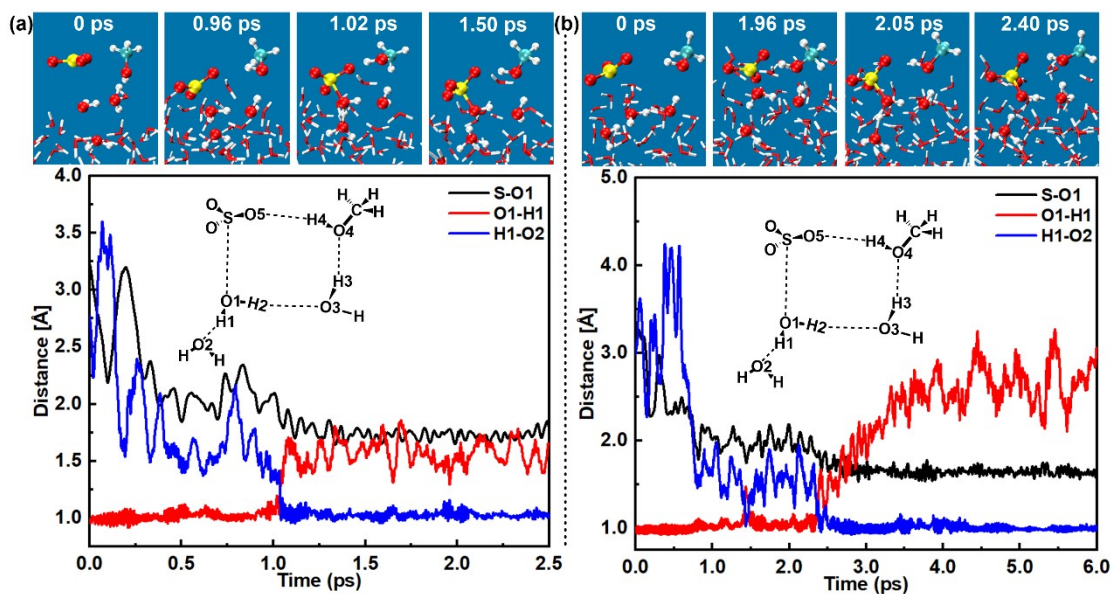 (a) 0 ps 0.96 ps 1.02 ps 1.50 ps
(b) 0 ps 1.96 ps 2.05 ps 2.40 ps
4.0
3.5
3.0
2.5
2.0
1.5
1.0
Distance [Å]
0.0 0.5 1.0 1.5 2.0 2.5
Time (ps)
S-O1
O1-H1
H1-O2
O S O5 H4 O4 C H H H
O
H3
O1 H2 O3 H
H1
O2
H H
5.0
4.0
3.0
2.0
1.0
Distance [Å]
0.0 1.0 2.0 3.0 4.0 5.0 6.0
Time (ps)
S-O1
O1-H1
H1-O2
O S O5 H4 O4 C H H H
O
H3
O1 H2 O3 H
H1
O2
H H